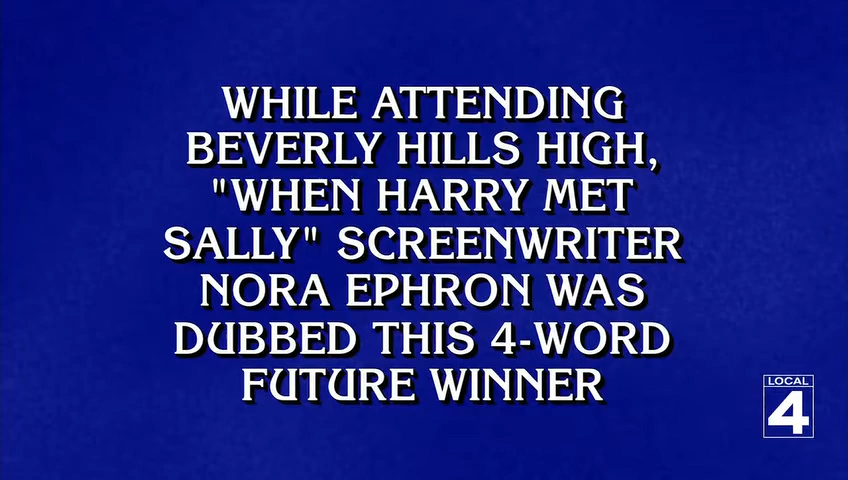 WHILE ATTENDING
BEVERLY HILLS HIGH,
"WHEN HARRY MET
SALLY" SCREENWRITER
NORA EPHRON WAS
DUBBED THIS 4-WORD
FUTURE WINNER
LOCAL
4